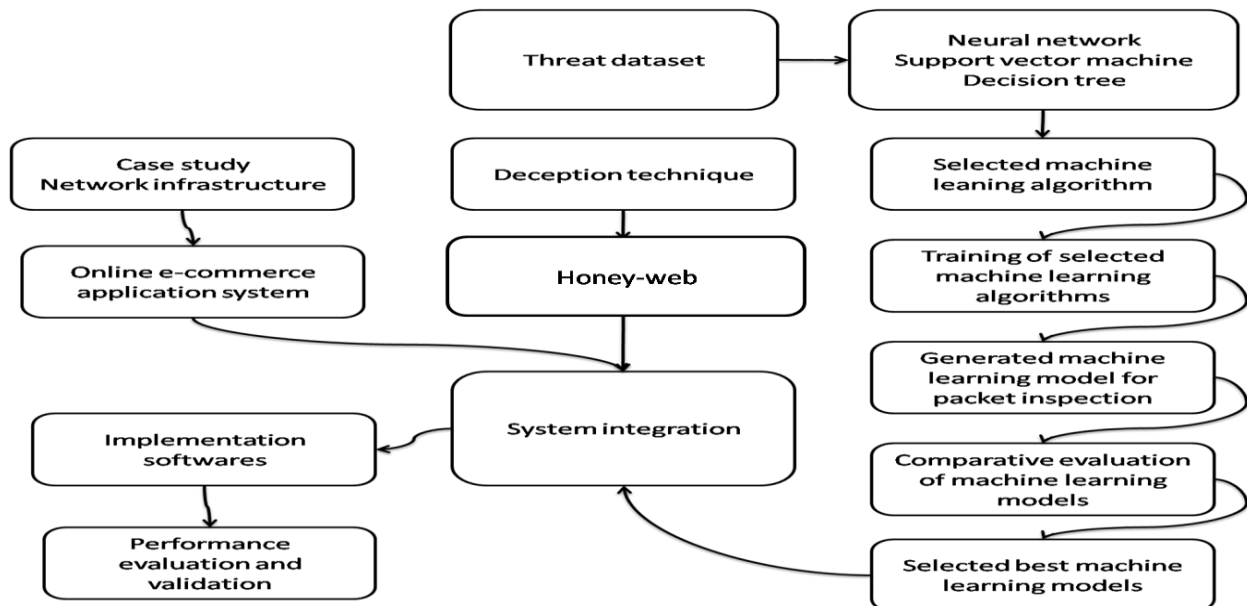 Threat dataset
Neural network
Support vector machine
Decision tree
Case study
Network infrastructure
Deception technique
Selected machine
leaning algorithm
Online e-commerce
application system
Honey-web
Training of selected
machine learning
algorithms
Generated machine
learning model for
packet inspection
Implementation
softwares
System integration
Comparative evaluation
of machine learning
models
Performance
evaluation and
validation
Selected best machine
learning models